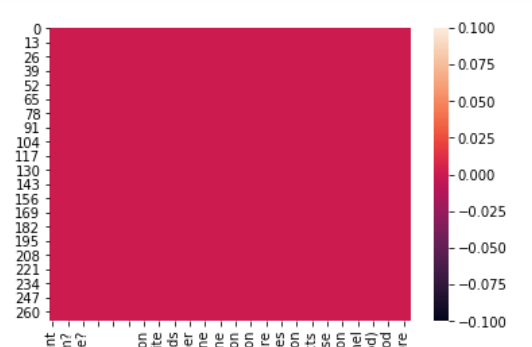 0
13
26
39
52
65
78
91
104
117
130
143
156
169
182
195
208
221
234
247
260
nt
n?
e?
on
ite
ds
er
ne
ne
on
on
re
es
on
ts
se
on
el
d)
od
re
0.100
0.075
0.050
0.025
0.000
−0.025
−0.050
−0.075
−0.100